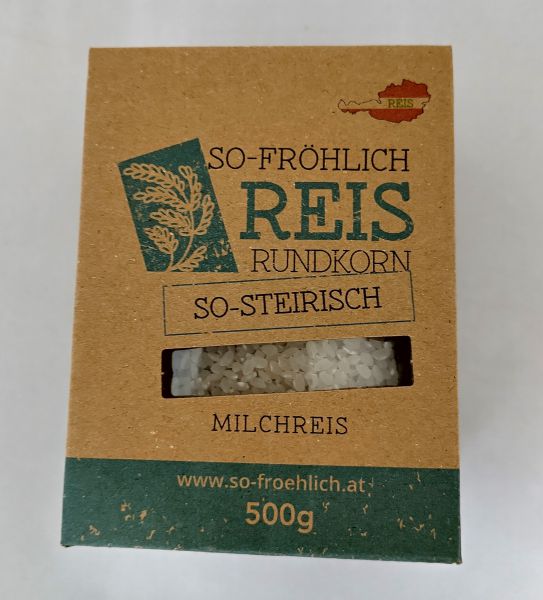 REIS
SO-FRÖHLICH
REIS
RUNDKORN
SO-STEIRISCH
MILCHREIS
www.so-froehlich.at
500g